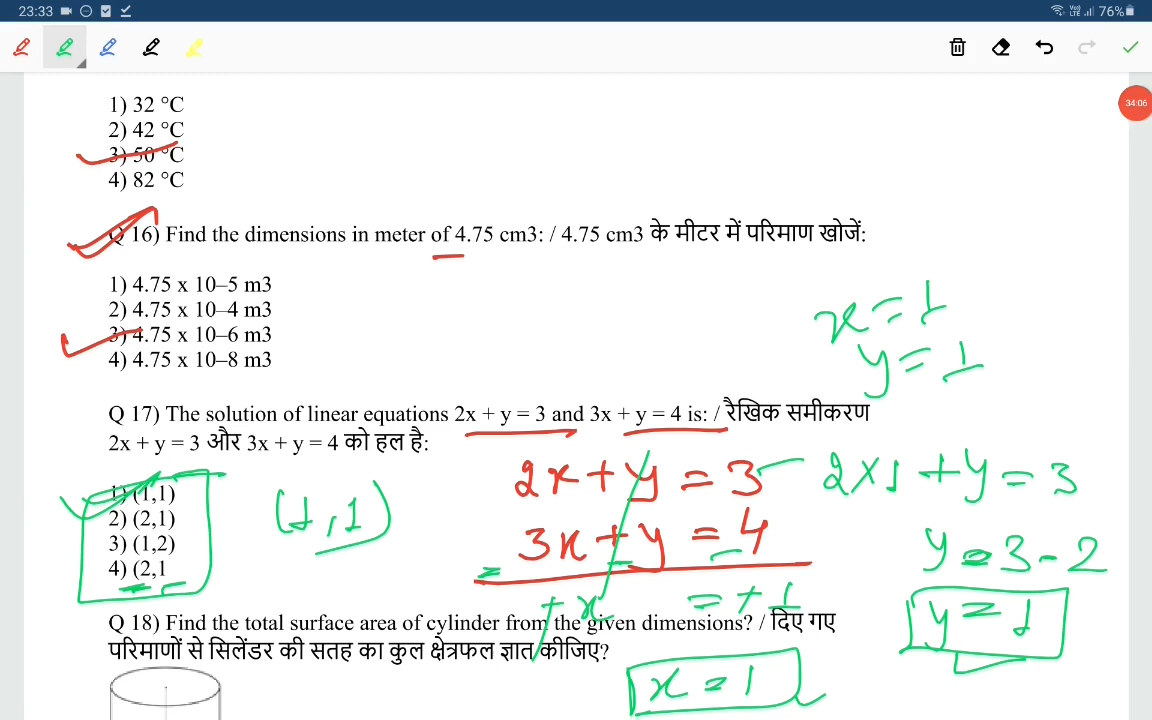 23:33
VoD LTE 76%
34:06
1) 32 °C
2) 42 °C
3) 50 °C
4) 82 °C
Q 16) Find the dimensions in meter of 4.75 cm3: / 4.75 cm3 के मीटर में परिमाण खोजें:
1) 4.75 x 10–5 m3
2) 4.75 x 10–4 m3
3) 4.75 x 10–6 m3
4) 4.75 x 10–8 m3
x = 1
y = 1
Q 17) The solution of linear equations 2x + y = 3 and 3x + y = 4 is: / रैखिक समीकरण
2x + y = 3 और 3x + y = 4 को हल है:
1) (1,1)
2) (2,1)
3) (1,2)
4) (2,1
(1,1)
2x + y = 3
3x + y = 4
+ x = + 1
x = 1
2x1 + y = 3
y = 3 - 2
y = 1
Q 18) Find the total surface area of cylinder from the given dimensions? / दिए गए
परिमाणों से सिलेंडर की सतह का कुल क्षेत्रफल ज्ञात कीजिए?